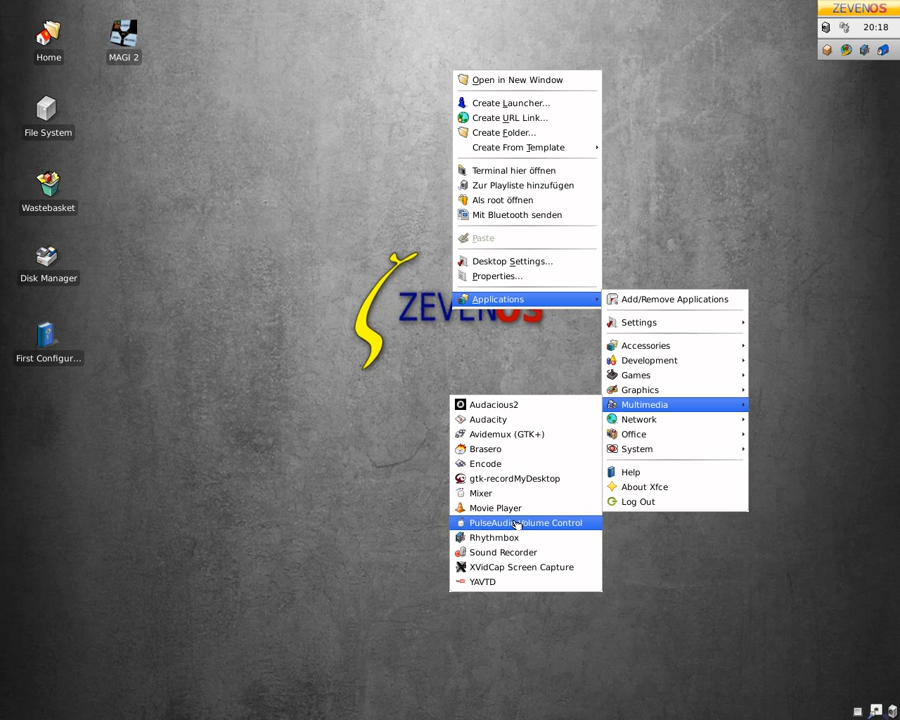 ZEVENOS
20:18
Home
MAGI 2
File System
Wastebasket
Disk Manager
First Configur...
ZEVENOS
Open in New Window
Create Launcher...
Create URL Link...
Create Folder...
Create From Template
Terminal hier öffnen
Zur Playliste hinzufügen
Als root öffnen
Mit Bluetooth senden
Paste
Desktop Settings...
Properties...
Applications
Add/Remove Applications
Settings
Accessories
Development
Games
Graphics
Multimedia
Network
Office
System
Help
About Xfce
Log Out
Audacious2
Audacity
Avidemux (GTK+)
Brasero
Encode
gtk-recordMyDesktop
Mixer
Movie Player
PulseAudio Volume Control
Rhythmbox
Sound Recorder
XVidCap Screen Capture
YAVTD